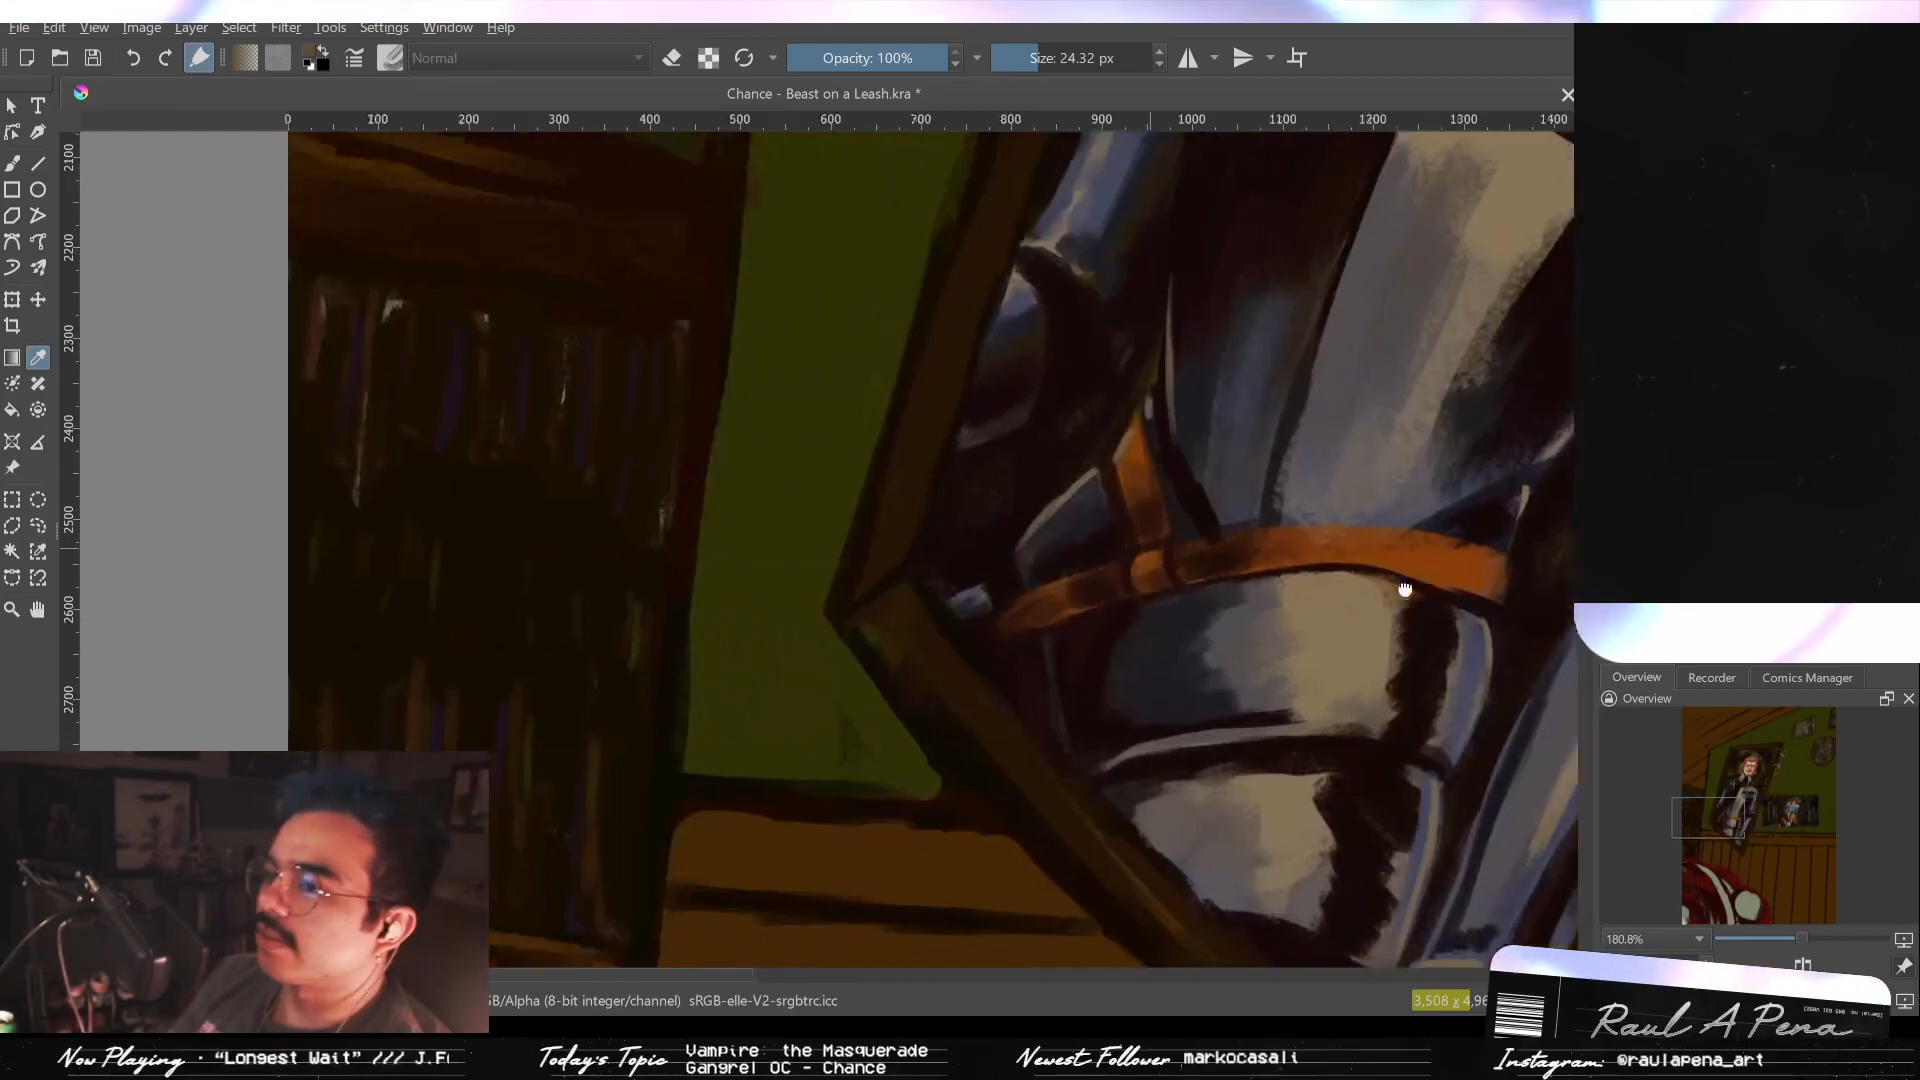 File Edit View Image Layer Select Filter Tools Settings Window Help
Normal
Opacity: 100%
Size: 24.32 px
Chance - Beast on a Leash.kra *
0 100 200 300 400 500 600 700 800 900 1000 1100 1200 1300 1400
2100
2200
2300
2400
2500
2600
2700
Overview Recorder Comics Manager
Overview
180.8%
GB/Alpha (8-bit integer/channel) sRGB-elle-V2-srgbtrc.icc
3,508 x 4,96
Raul A Pena
Now Playing · "Longest Wait" /// J.F
Today's Topic
Vampire: the Masquerade
Gangrel OC - Chance
Newest Follower markocasali
Instagram: @raulapena_art